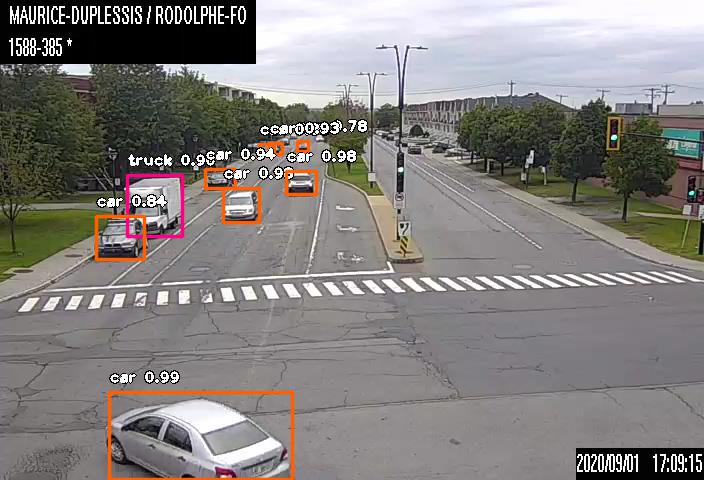 MAURICE-DUPLESSIS / RODOLPHE-FO
1588-385 *
car 0.94
car 0.98
truck 0.9
car 0.84
car 0.99
2020/09/01 17:09:15